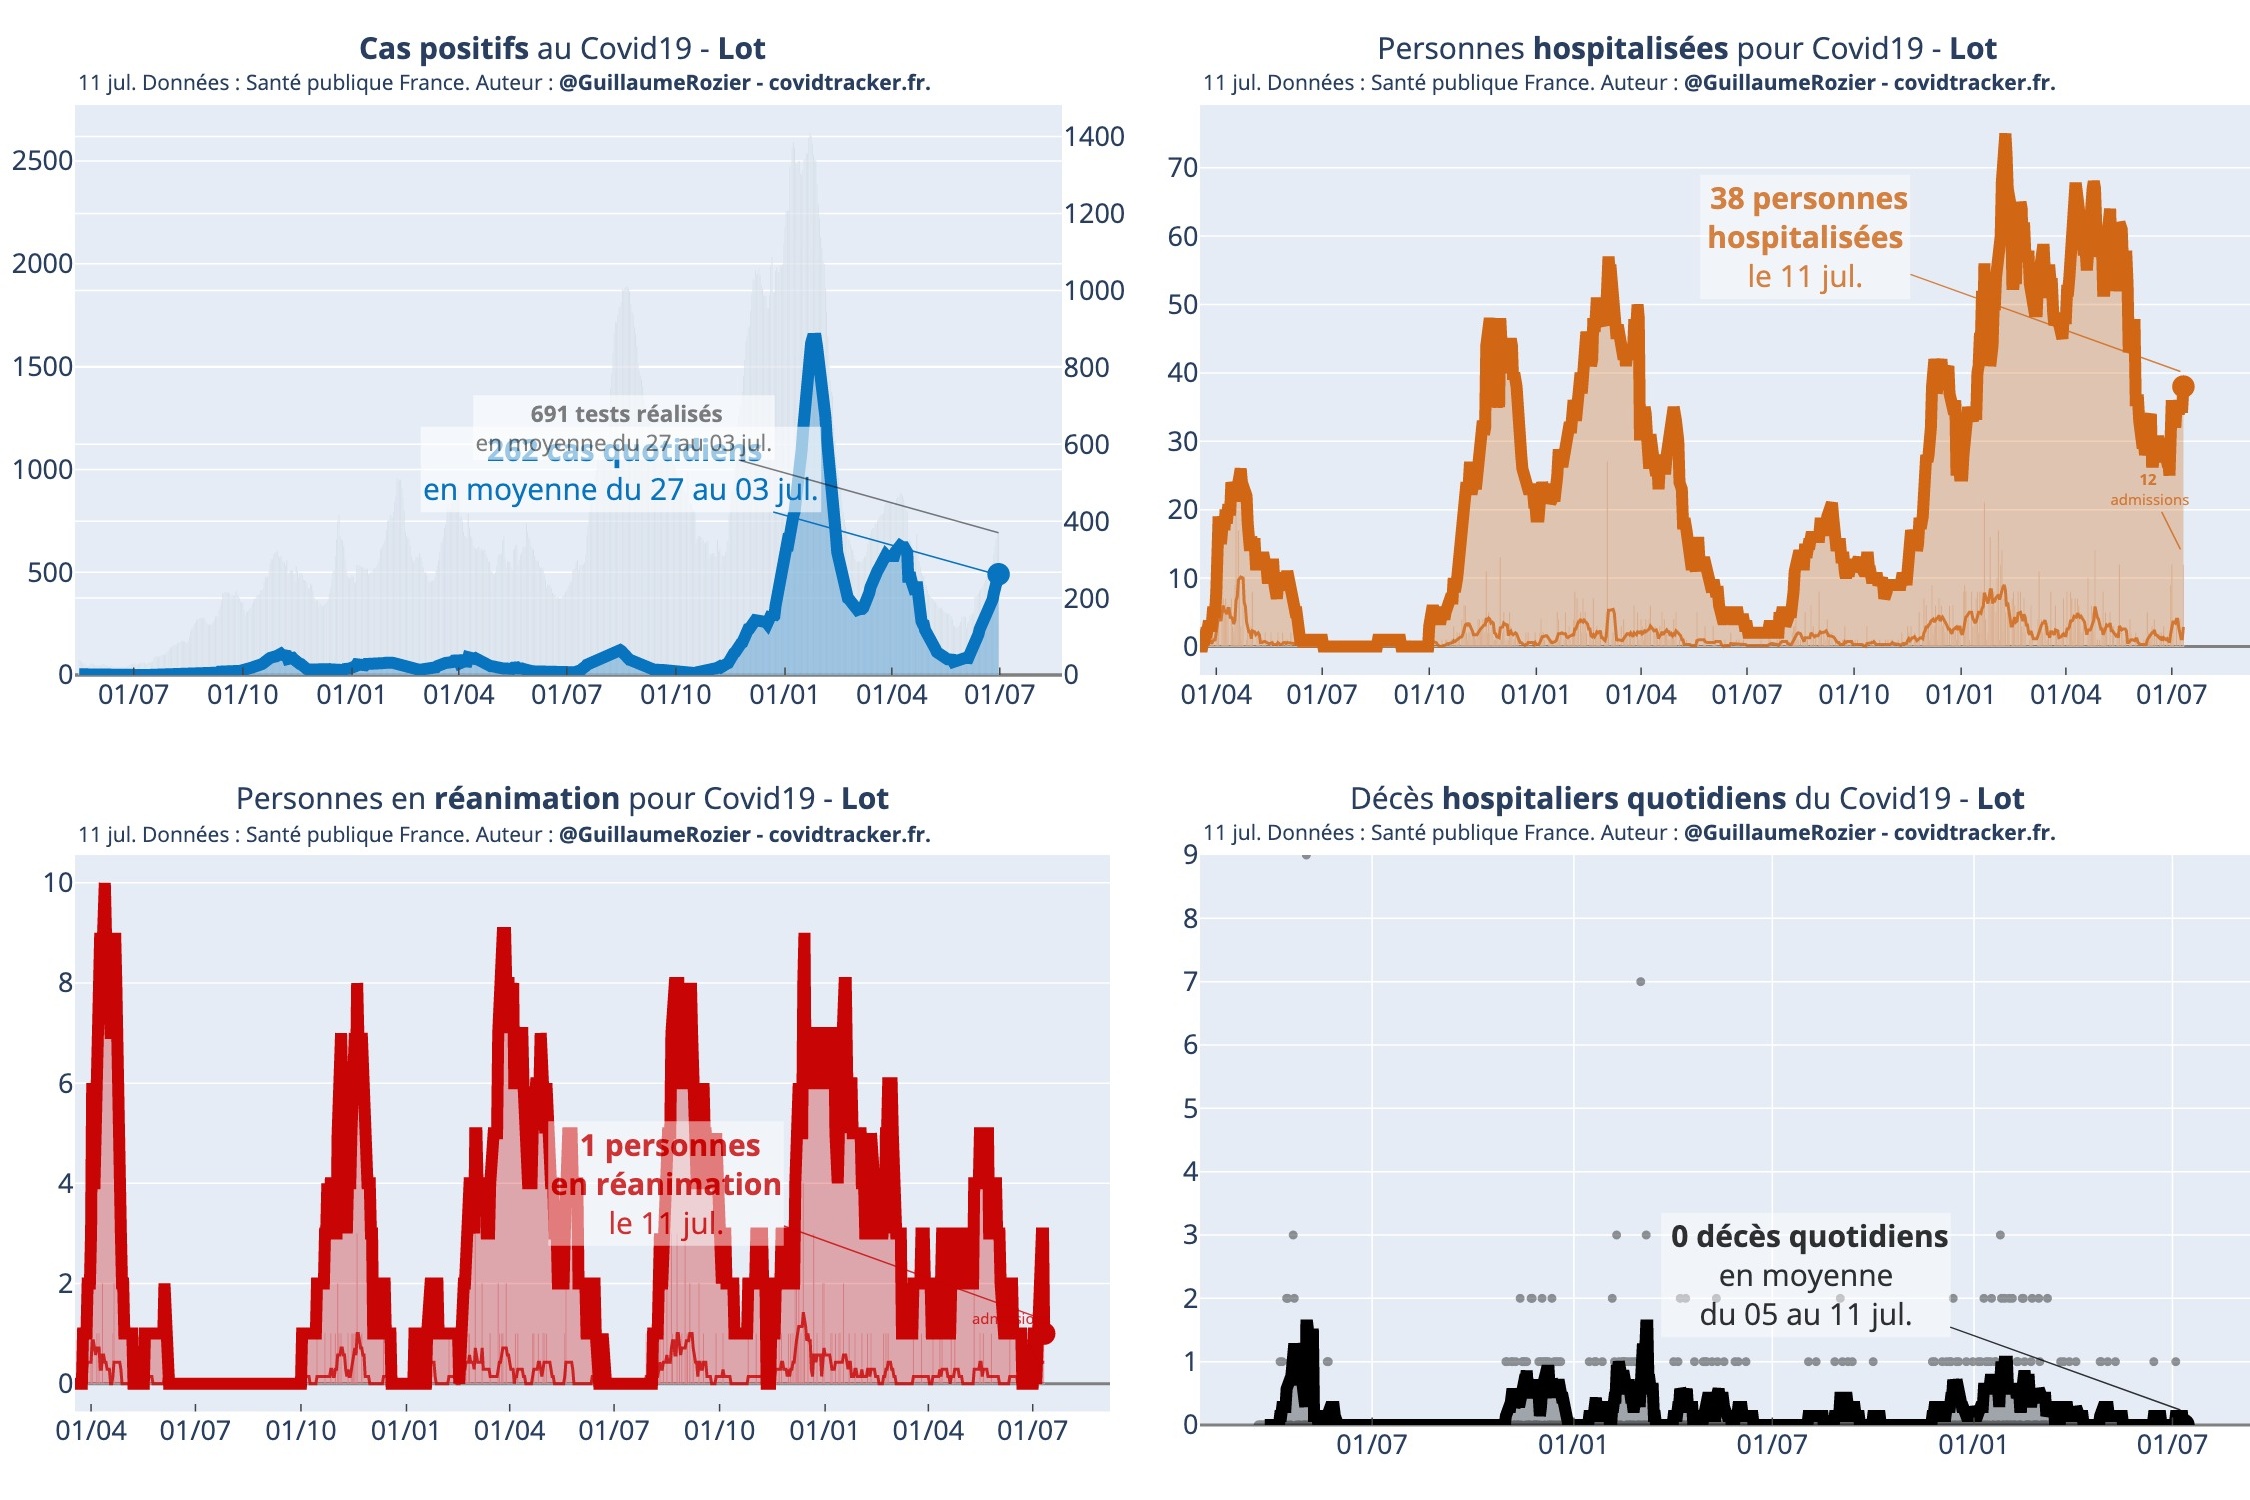 Cas positifs au Covid19 - Lot
11 jul. Données : Santé publique France. Auteur : @GuillaumeRozier - covidtracker.fr.
2500
2000
1500
1000
500
0
1400
1200
1000
800
600
400
200
0
691 tests réalisés
en moyenne du 27 au 03 jul.
262 cas quotidiens
en moyenne du 27 au 03 jul.
01/07 01/10 01/01 01/04 01/07 01/10 01/01 01/04 01/07
Personnes hospitalisées pour Covid19 - Lot
11 jul. Données : Santé publique France. Auteur : @GuillaumeRozier - covidtracker.fr.
70
60
50
40
30
20
10
0
38 personnes
hospitalisées
le 11 jul.
12
admissions
01/04 01/07 01/10 01/01 01/04 01/07 01/10 01/01 01/04 01/07
Personnes en réanimation pour Covid19 - Lot
11 jul. Données : Santé publique France. Auteur : @GuillaumeRozier - covidtracker.fr.
10
8
6
4
2
0
1 personnes
en réanimation
le 11 jul.
01/04 01/07 01/10 01/01 01/04 01/07 01/10 01/01 01/04 01/07
Décès hospitaliers quotidiens du Covid19 - Lot
11 jul. Données : Santé publique France. Auteur : @GuillaumeRozier - covidtracker.fr.
9
8
7
6
5
4
3
2
1
0
0 décès quotidiens
en moyenne
du 05 au 11 jul.
01/07 01/01 01/07 01/01 01/07